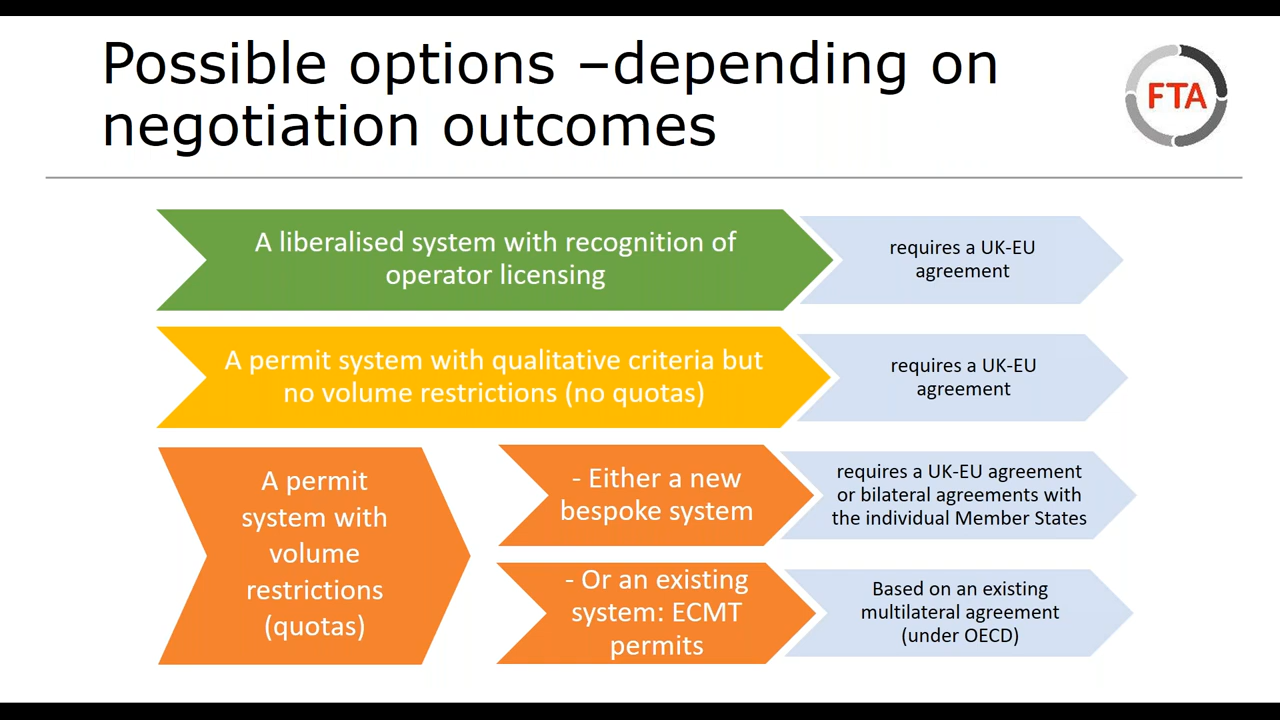 Possible options –depending on
negotiation outcomes
FTA
A liberalised system with recognition of
operator licensing
requires a UK-EU
agreement
A permit system with qualitative criteria but
no volume restrictions (no quotas)
requires a UK-EU
agreement
A permit
system with
volume
restrictions
(quotas)
- Either a new
bespoke system
requires a UK-EU agreement
or bilateral agreements with
the individual Member States
- Or an existing
system: ECMT
permits
Based on an existing
multilateral agreement
(under OECD)